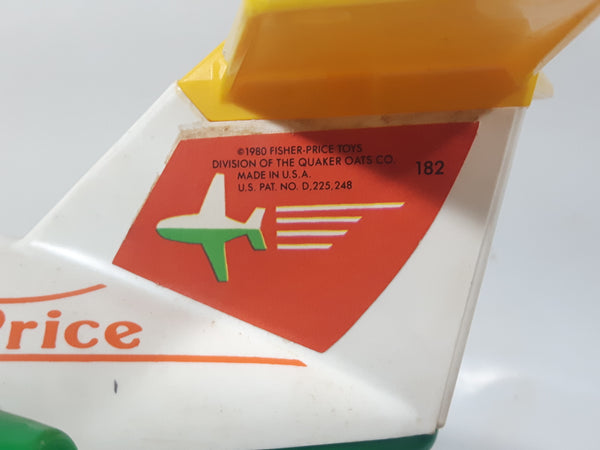 ©1980 FISHER-PRICE TOYS
DIVISION OF THE QUAKER OATS CO.
MADE IN U.S.A.
U.S. PAT. NO. D,225,248
182
Price